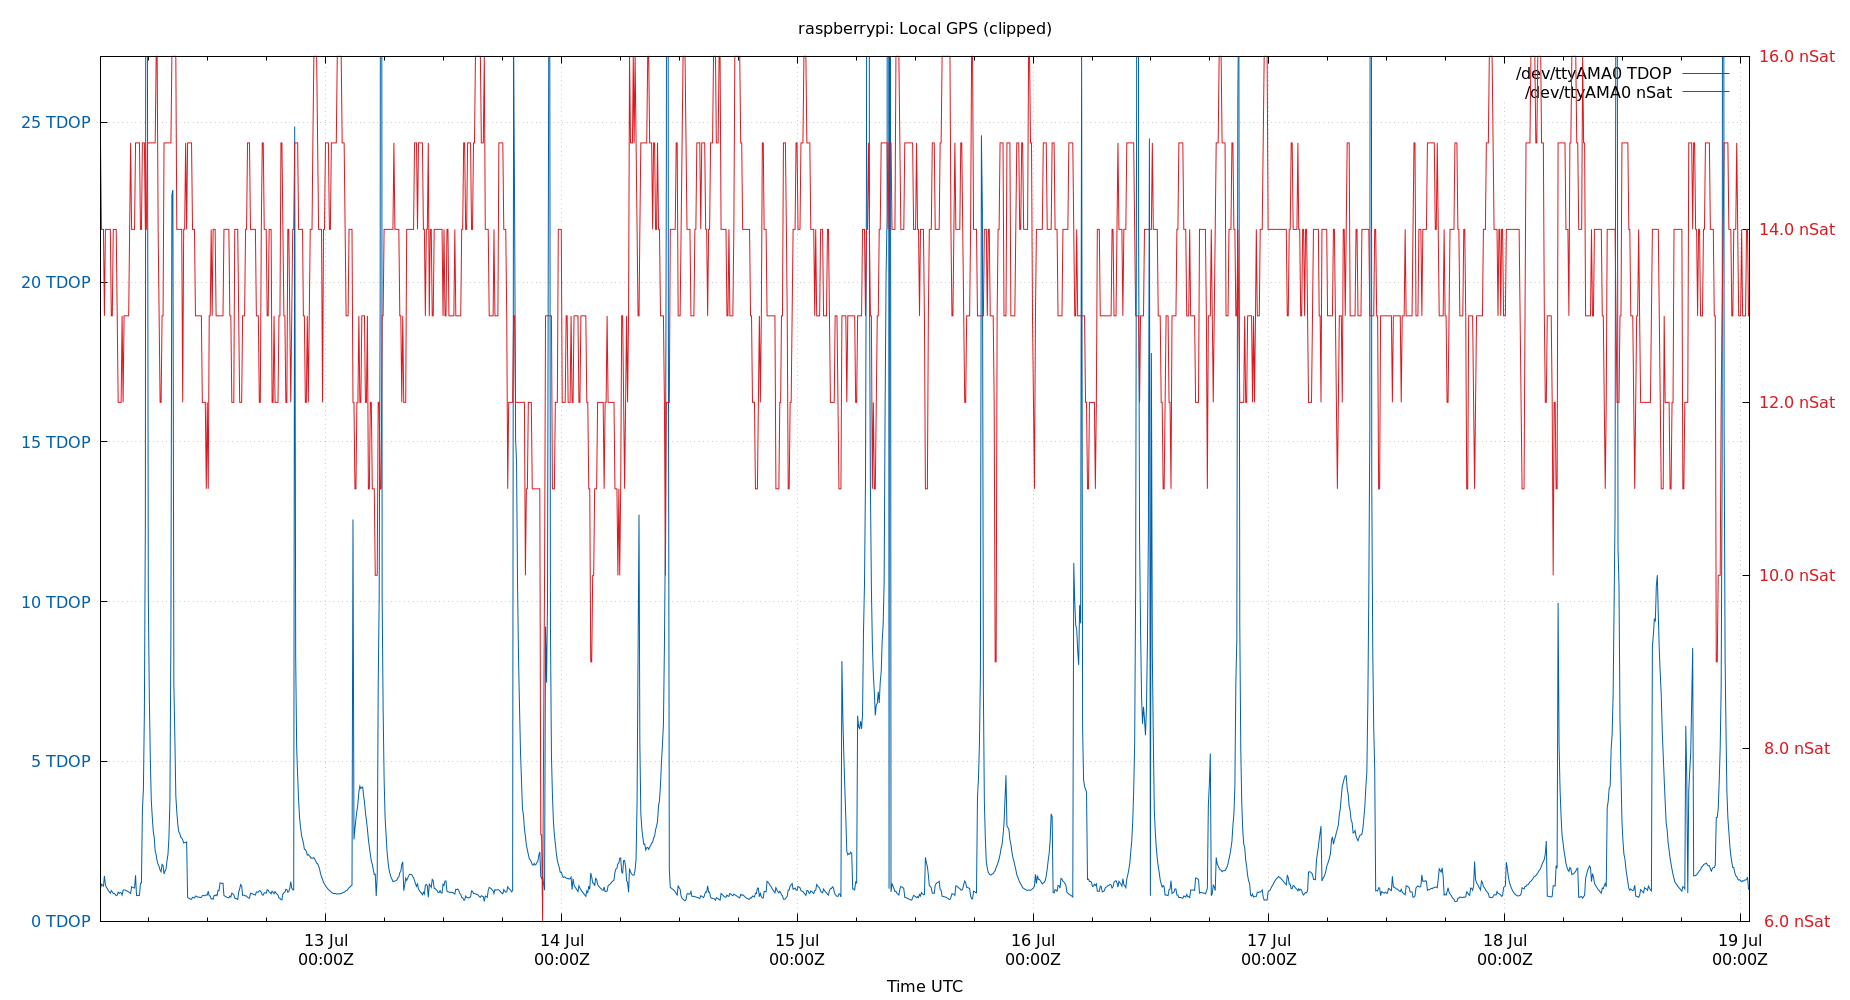 raspberrypi: Local GPS (clipped)
16.0 nSat
/dev/ttyAMA0 TDOP
/dev/ttyAMA0 nSat
25 TDOP
14.0 nSat
20 TDOP
12.0 nSat
15 TDOP
10.0 nSat
10 TDOP
8.0 nSat
5 TDOP
0 TDOP
6.0 nSat
13 Jul 14 Jul 15 Jul 16 Jul 17 Jul 18 Jul 19 Jul
00:00Z 00:00Z 00:00Z 00:00Z 00:00Z 00:00Z 00:00Z
Time UTC